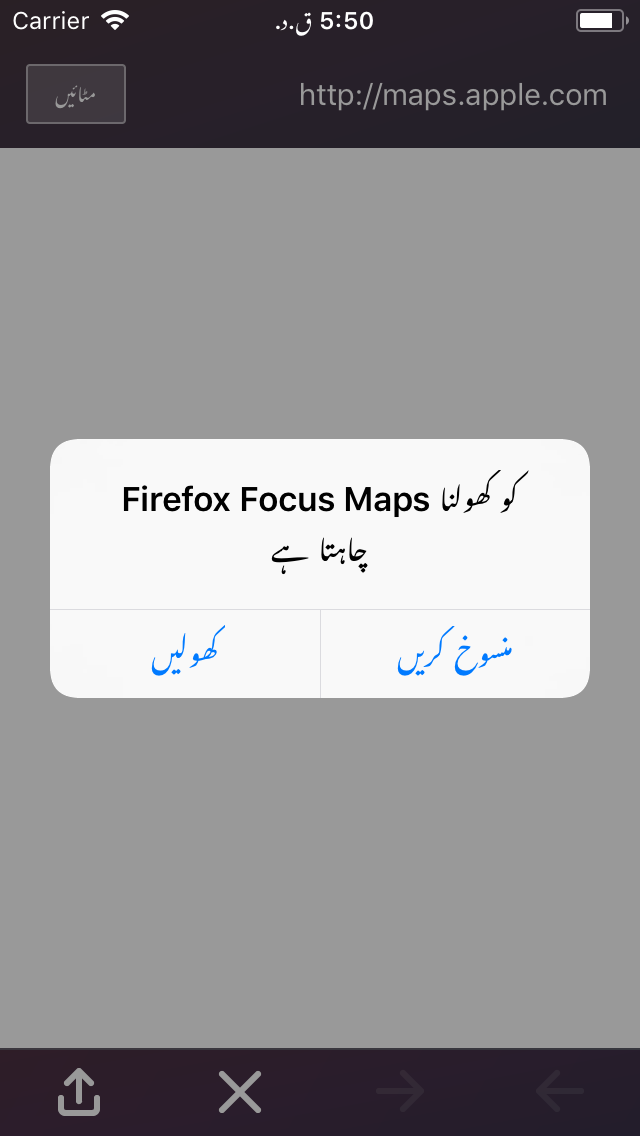 Carrier 5:50 ق.د.
مٹائیں
http://maps.apple.com
Firefox Focus Maps کو کھولنا
چاہتا ہے
منسوخ کریں
کھولیں